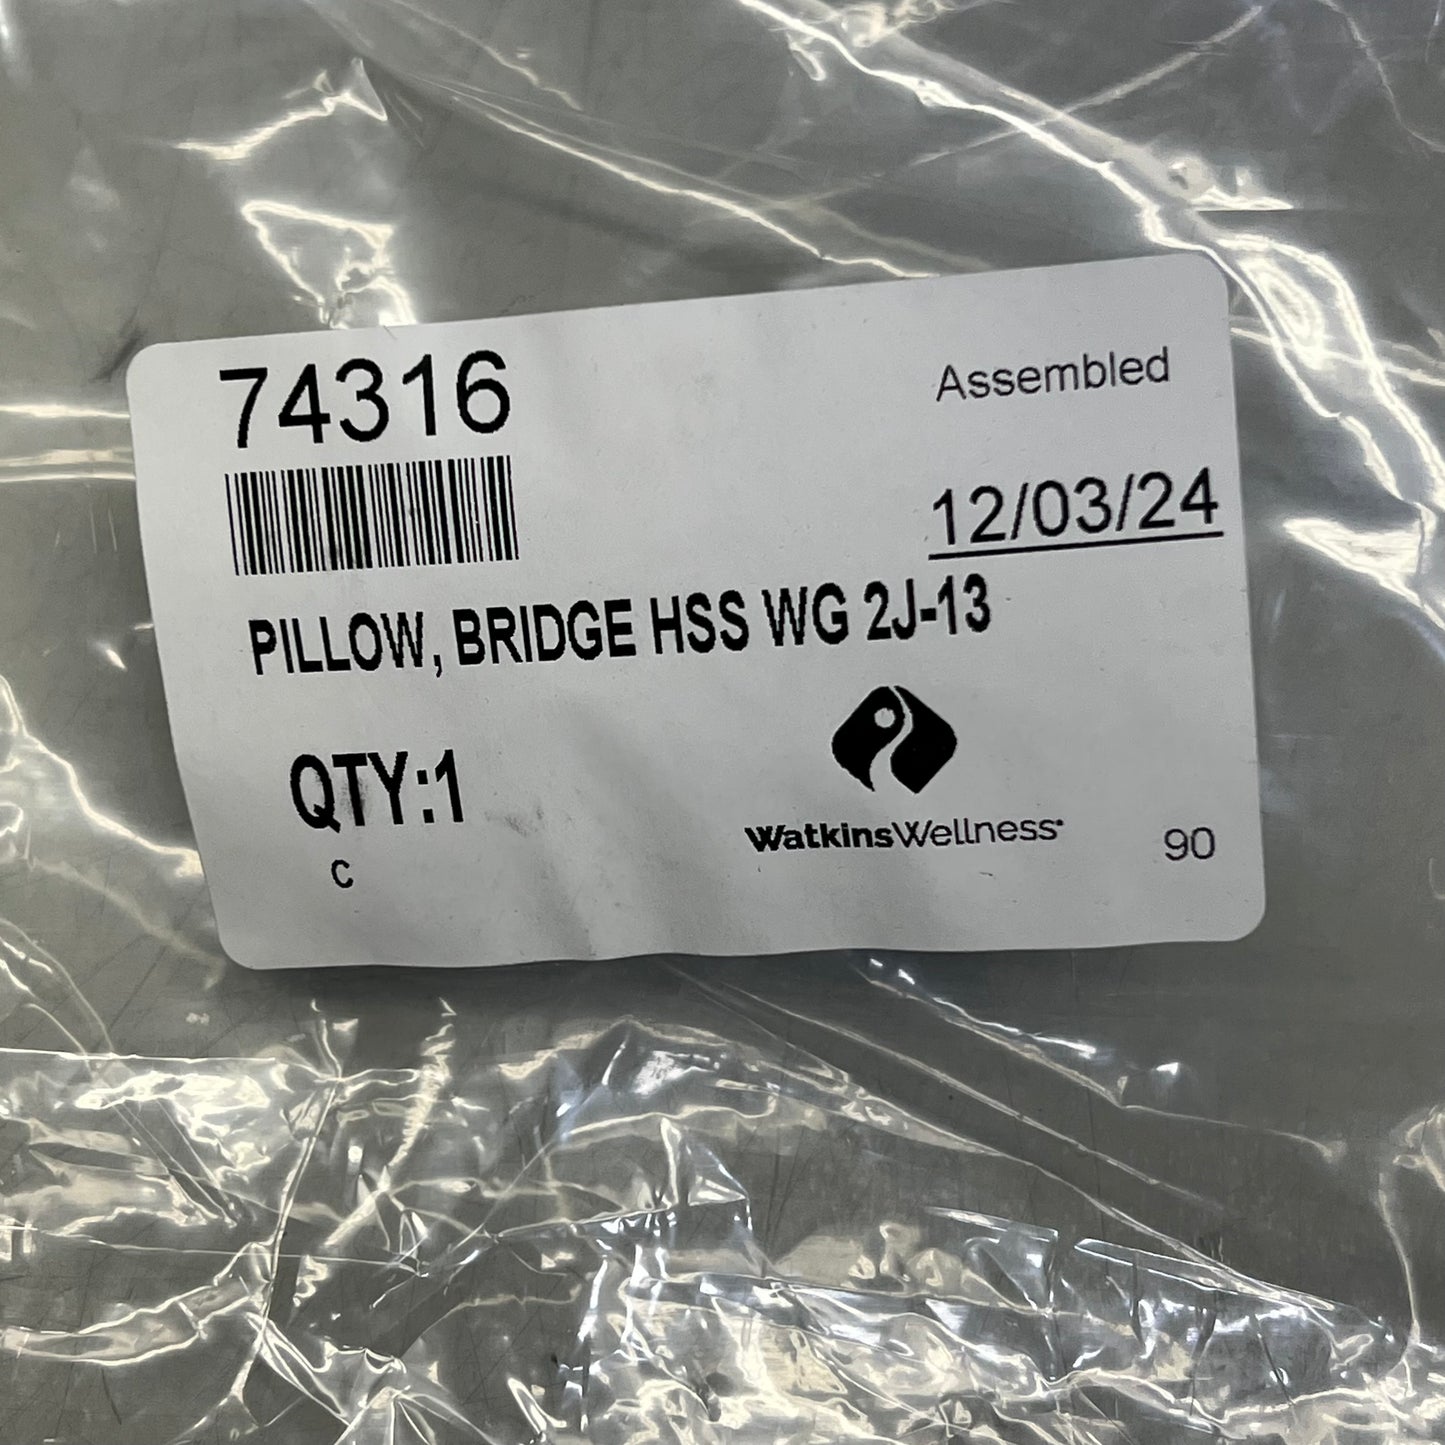 74316
Assembled
12/03/24
PILLOW, BRIDGE HSS WG 2J-13
QTY:1
C
WatkinsWellness
90